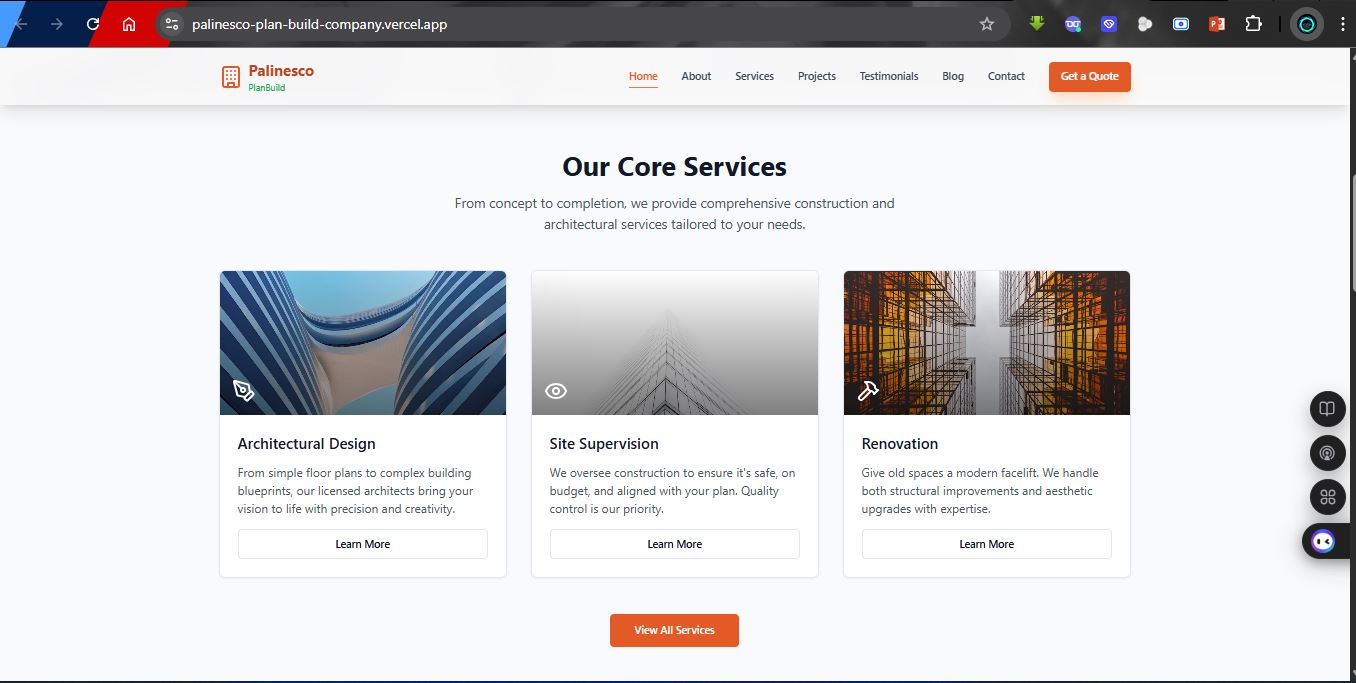 palinesco-plan-build-company.vercel.app
Palinesco
PlanBuild
Home
About
Services
Projects
Testimonials
Blog
Contact
Get a Quote
Our Core Services
From concept to completion, we provide comprehensive construction and
architectural services tailored to your needs.
Architectural Design
From simple floor plans to complex building
blueprints, our licensed architects bring your
vision to life with precision and creativity.
Learn More
Site Supervision
We oversee construction to ensure it's safe, on
budget, and aligned with your plan. Quality
control is our priority.
Learn More
Renovation
Give old spaces a modern facelift. We handle
both structural improvements and aesthetic
upgrades with expertise.
Learn More
View All Services